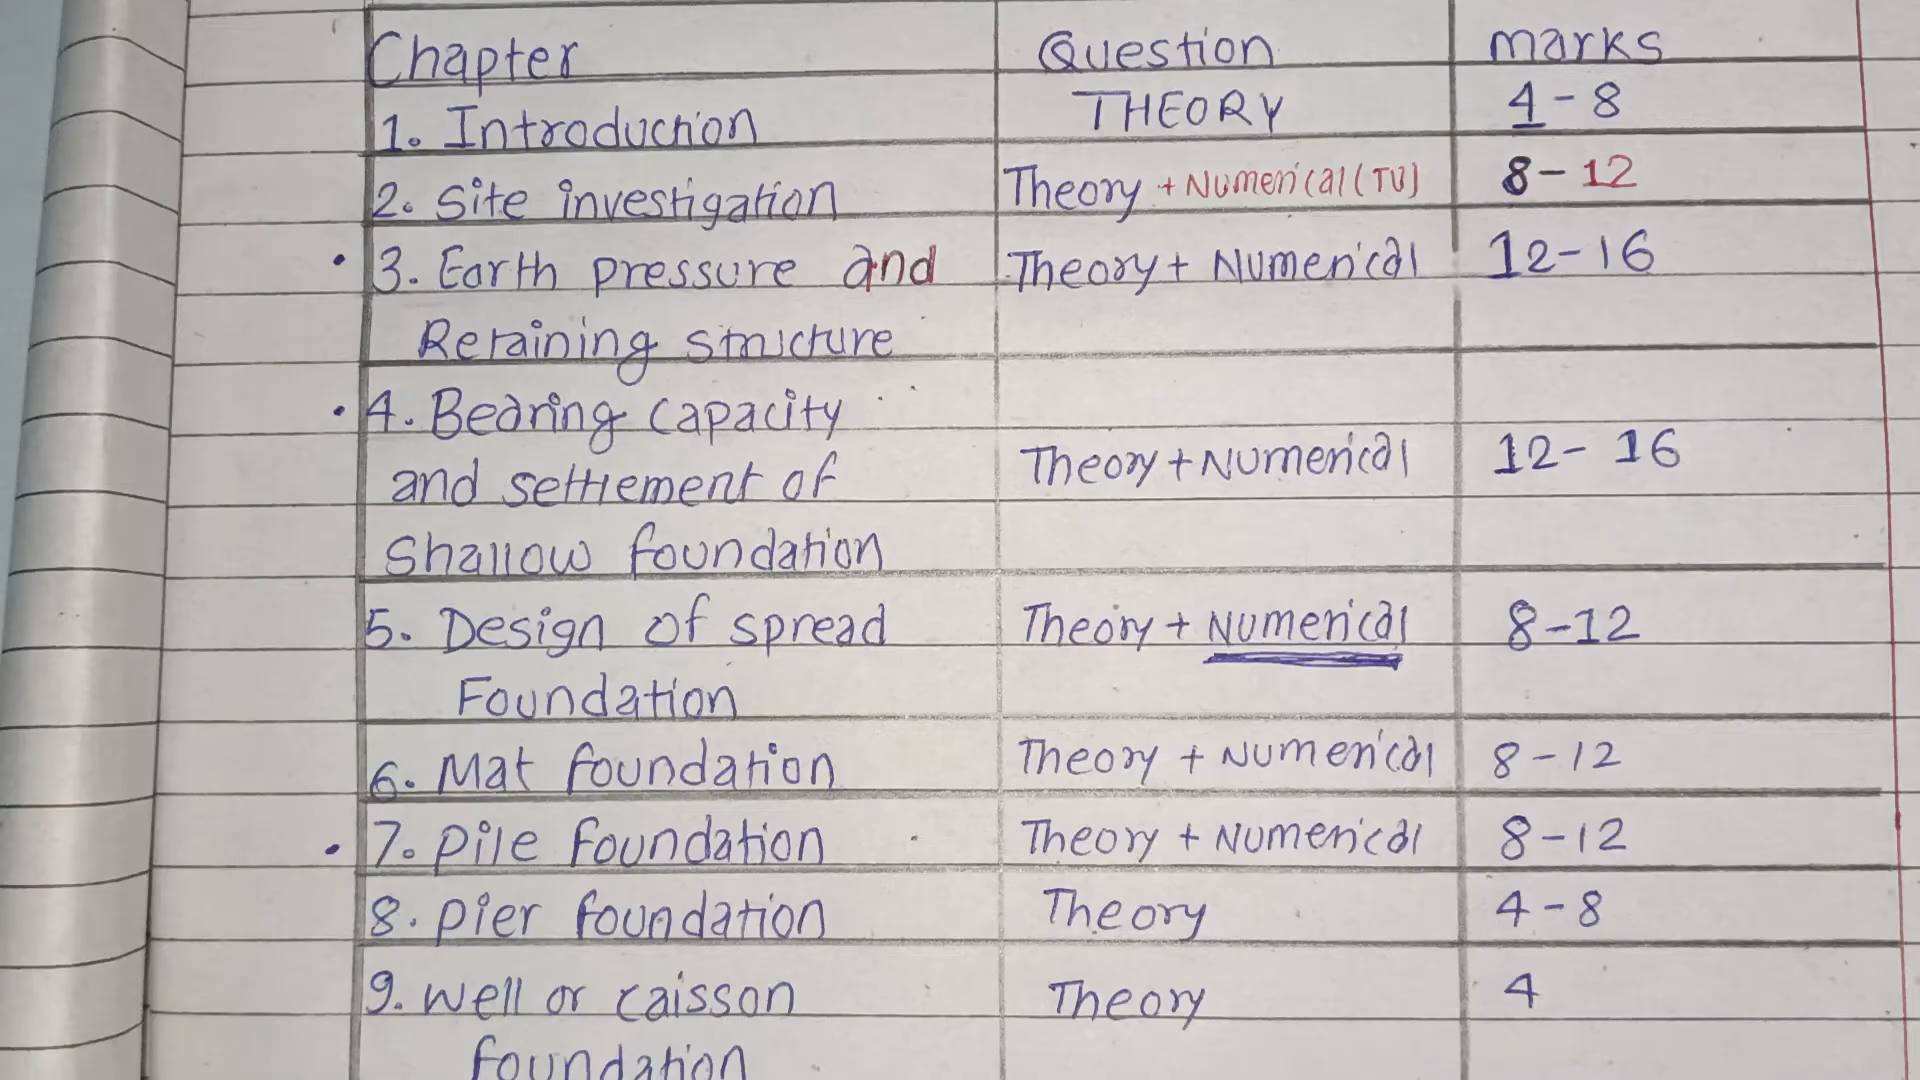 Chapter Question marks
1. Introduction THEORY 4-8
2. Site investigation Theory + Numerical (TU) 8-12
3. Earth pressure and Theory + Numerical 12-16
Retaining structure
4. Bearing capacity
and settlement of Theory + Numerical 12-16
Shallow foundation
5. Design of spread Theory + Numerical 8-12
Foundation
6. Mat foundation Theory + Numerical 8-12
7. Pile foundation Theory + Numerical 8-12
8. pier foundation Theory 4-8
9. well or caisson Theory 4
foundation